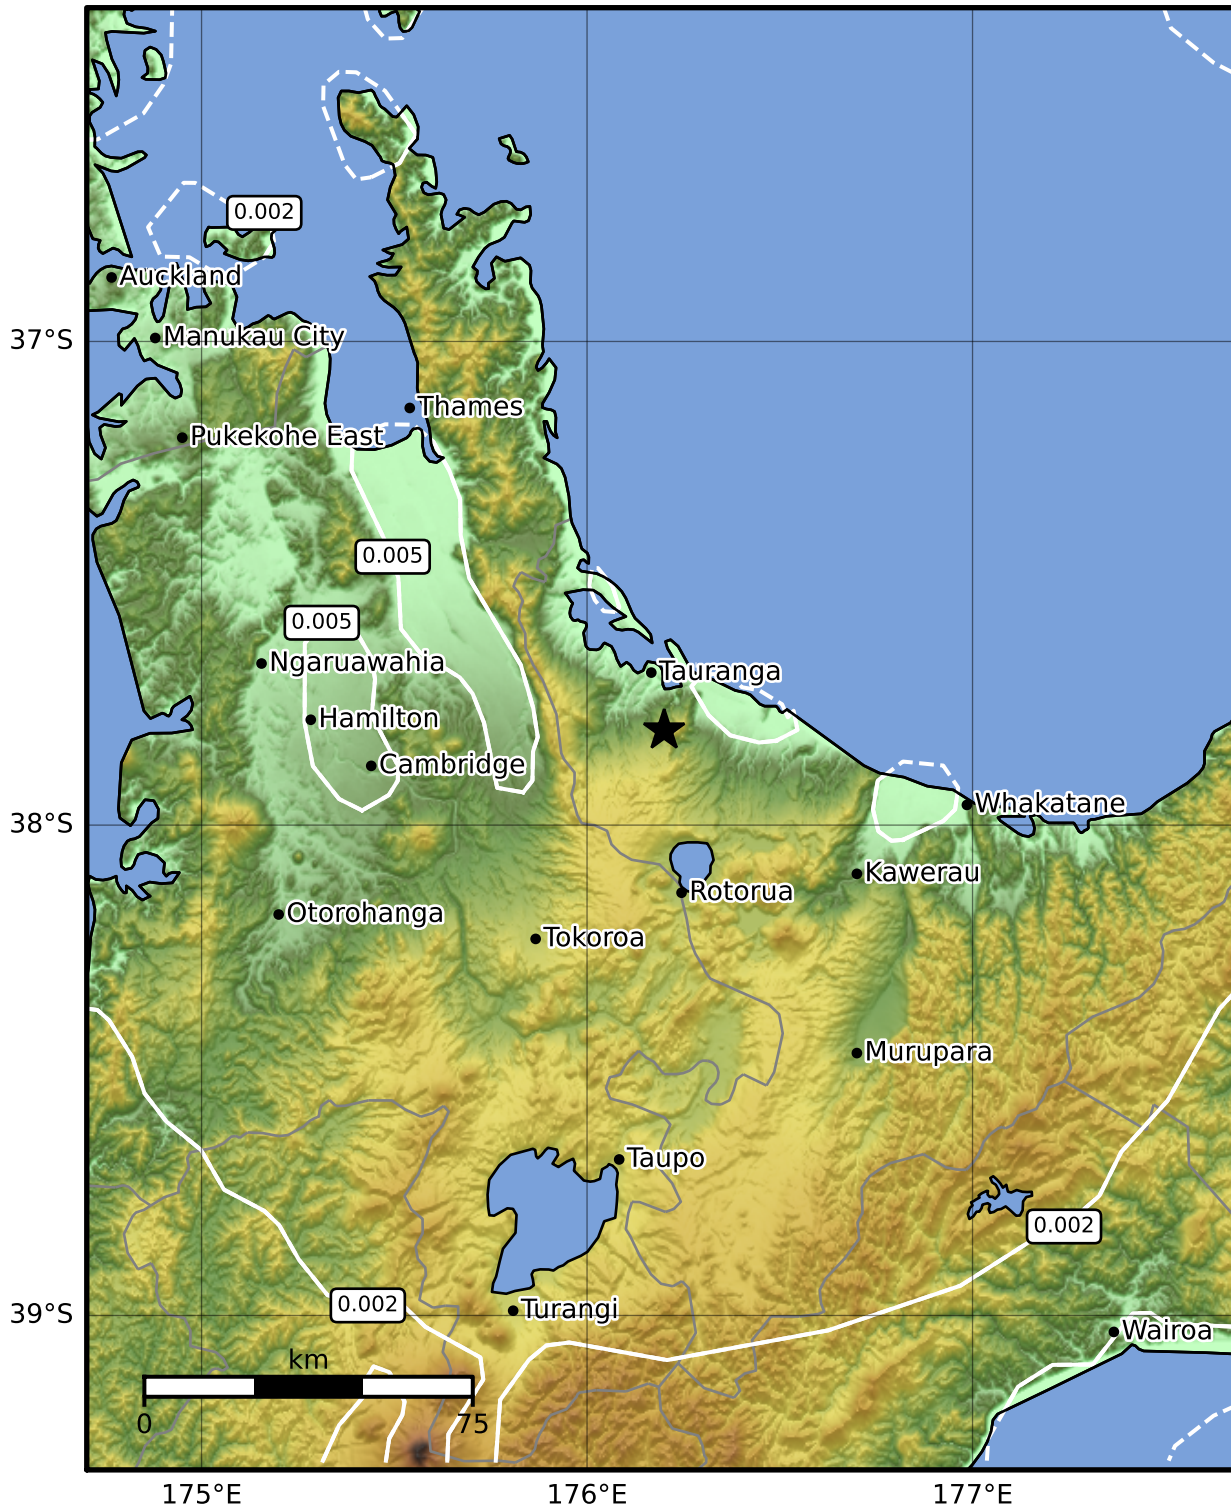 0.002
Auckland
Manukau City
37°S
Thames
Pukekohe East
0.005
0.005
Ngaruawahia
Tauranga
Hamilton
Cambridge
Whakatane
38°S
Kawerau
Rotorua
Otorohanga
Tokoroa
Murupara
Taupo
0.002
0.002
Turangi
39°S
Wairoa
km
0 75
175°E 176°E 177°E